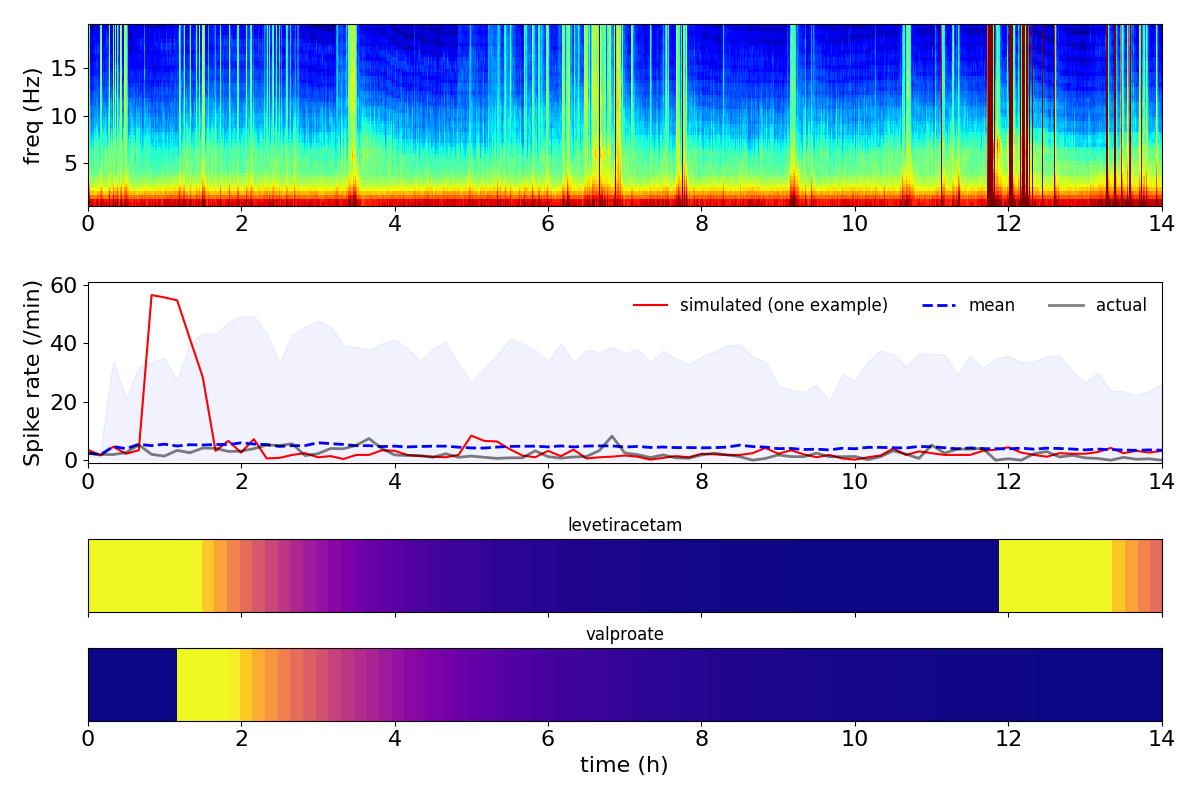 freq (Hz)
15
10
5
0 2 4 6 8 10 12 14
Spike rate (/min)
60
40
20
0
simulated (one example) mean actual
0 2 4 6 8 10 12 14
levetiracetam
valproate
0 2 4 6 8 10 12 14
time (h)